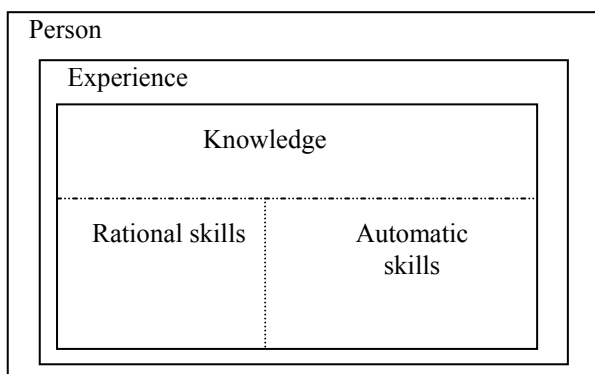 Person
Experience
Knowledge
Rational skills
Automatic
skills